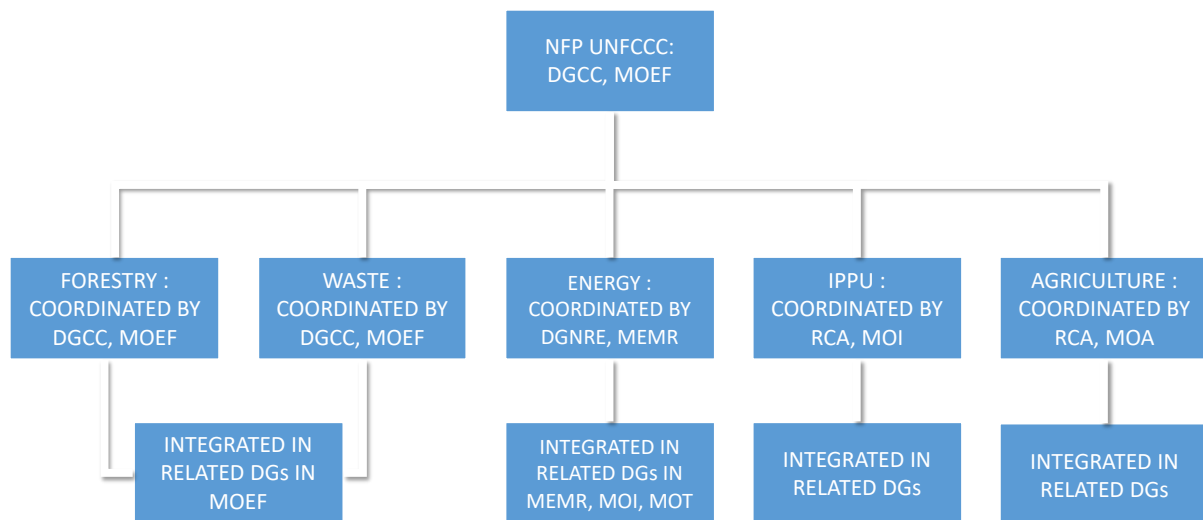 NFP UNFCCC:
DGCC, MOEF
FORESTRY :
COORDINATED BY
DGCC, MOEF
WASTE :
COORDINATED BY
DGCC, MOEF
ENERGY :
COORDINATED BY
DGNRE, MEMR
IPPU :
COORDINATED BY
RCA, MOI
AGRICULTURE :
COORDINATED BY
RCA, MOA
INTEGRATED IN
RELATED DGs IN
MOEF
INTEGRATED IN
RELATED DGs IN
MEMR, MOI, MOT
INTEGRATED IN
RELATED DGs
INTEGRATED IN
RELATED DGs